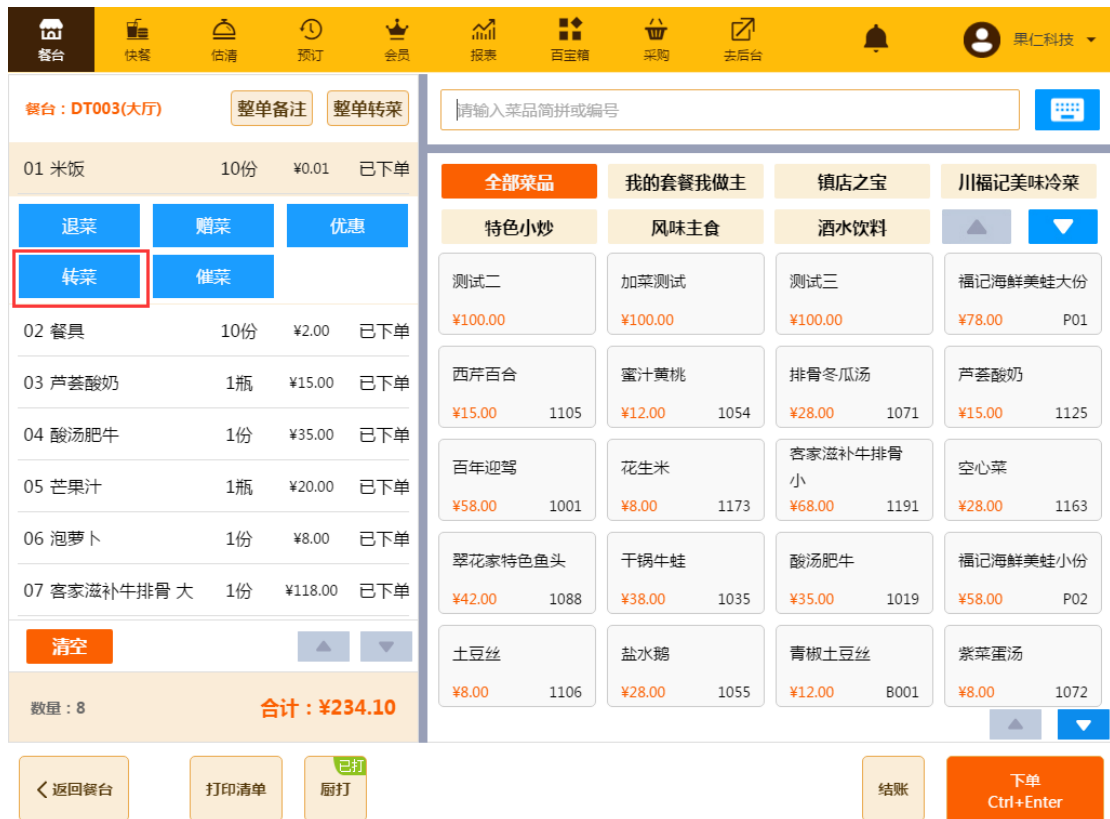 餐台 快餐 估清 预订 会员 报表 百宝箱 采购 去后台 果仁科技
餐台：DT003(大厅) 整单备注 整单转菜
请输入菜品简拼或编号
01 米饭 10份 ¥0.01 已下单
退菜 赠菜 优惠
转菜 催菜
02 餐具 10份 ¥2.00 已下单
03 芦荟酸奶 1瓶 ¥15.00 已下单
04 酸汤肥牛 1份 ¥35.00 已下单
05 芒果汁 1瓶 ¥20.00 已下单
06 泡萝卜 1份 ¥8.00 已下单
07 客家滋补牛排骨 大 1份 ¥118.00 已下单
清空
数量：8 合计：¥234.10
全部菜品 我的套餐我做主 镇店之宝 川福记美味冷菜
特色小炒 风味主食 酒水饮料
测试二 加菜测试 测试三 福记海鲜美蛙大份
¥100.00 ¥100.00 ¥100.00 ¥78.00 P01
西芹百合 蜜汁黄桃 排骨冬瓜汤 芦荟酸奶
¥15.00 1105 ¥12.00 1054 ¥28.00 1071 ¥15.00 1125
百年迎驾 花生米 客家滋补牛排骨 空心菜
小
¥58.00 1001 ¥8.00 1173 ¥68.00 1191 ¥28.00 1163
翠花家特色鱼头 干锅牛蛙 酸汤肥牛 福记海鲜美蛙小份
¥42.00 1088 ¥38.00 1035 ¥35.00 1019 ¥58.00 P02
土豆丝 盐水鹅 青椒土豆丝 紫菜蛋汤
¥8.00 1106 ¥28.00 1055 ¥12.00 B001 ¥8.00 1072
返回餐台 打印清单 厨打 已打 结账 下单
Ctrl+Enter